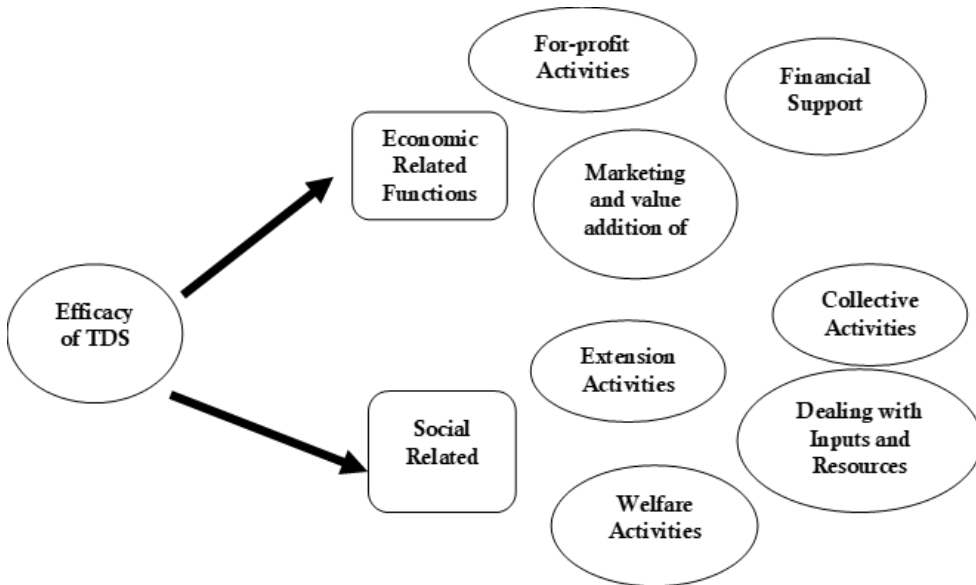 For-profit
Activities
Financial
Support
Economic
Related
Functions
Marketing
and value
addition of
Efficacy
of TDS
Collective
Activities
Extension
Activities
Social
Related
Dealing with
Inputs and
Resources
Welfare
Activities